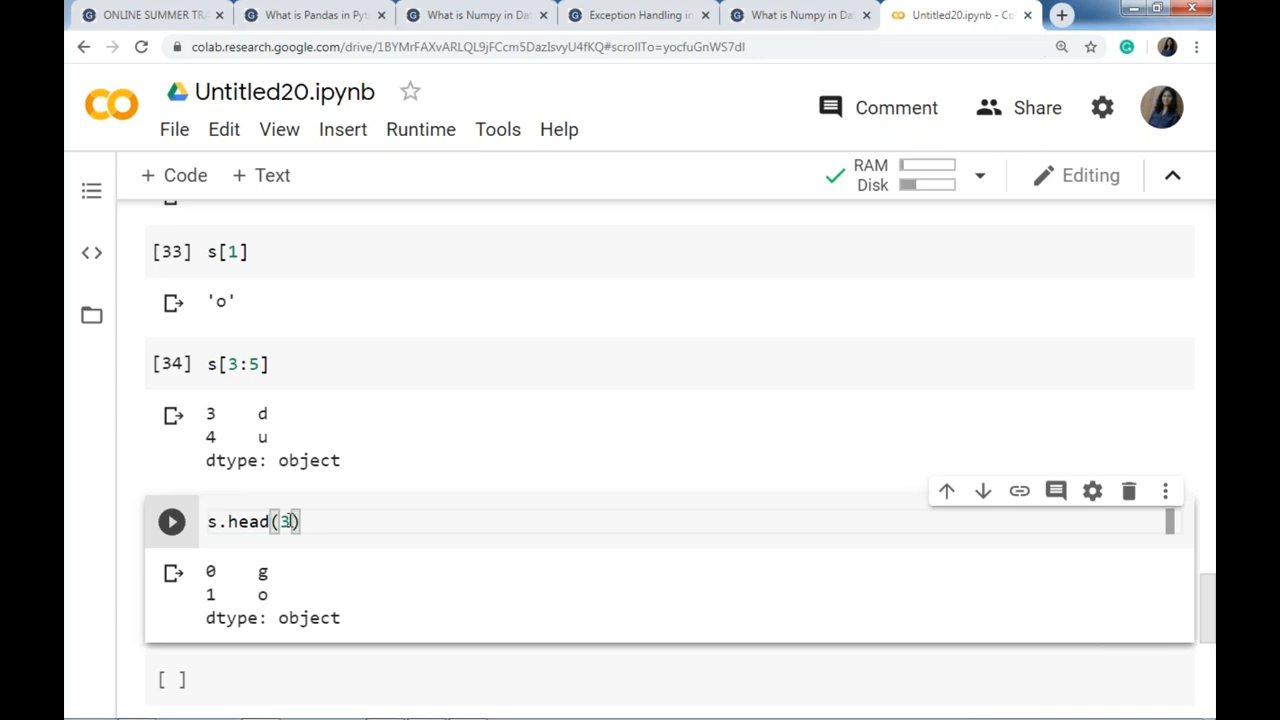 ONLINE SUMMER TRA
What is Pandas in Pyt
What is Numpy in Da
Exception Handling in
What is Numpy in Da
Untitled20.ipynb - Co
colab.research.google.com/drive/1BYMrFAXvARLQL9jFCcm5DazIsvyU4fKQ#scrollTo=yocfuGnWS7dI
Untitled20.ipynb
Comment
Share
File Edit View Insert Runtime Tools Help
+ Code + Text
RAM
Disk
Editing
[33] s[1]
'o'
[34] s[3:5]
3 d
4 u
dtype: object
s.head(3)
0 g
1 o
dtype: object
[ ]